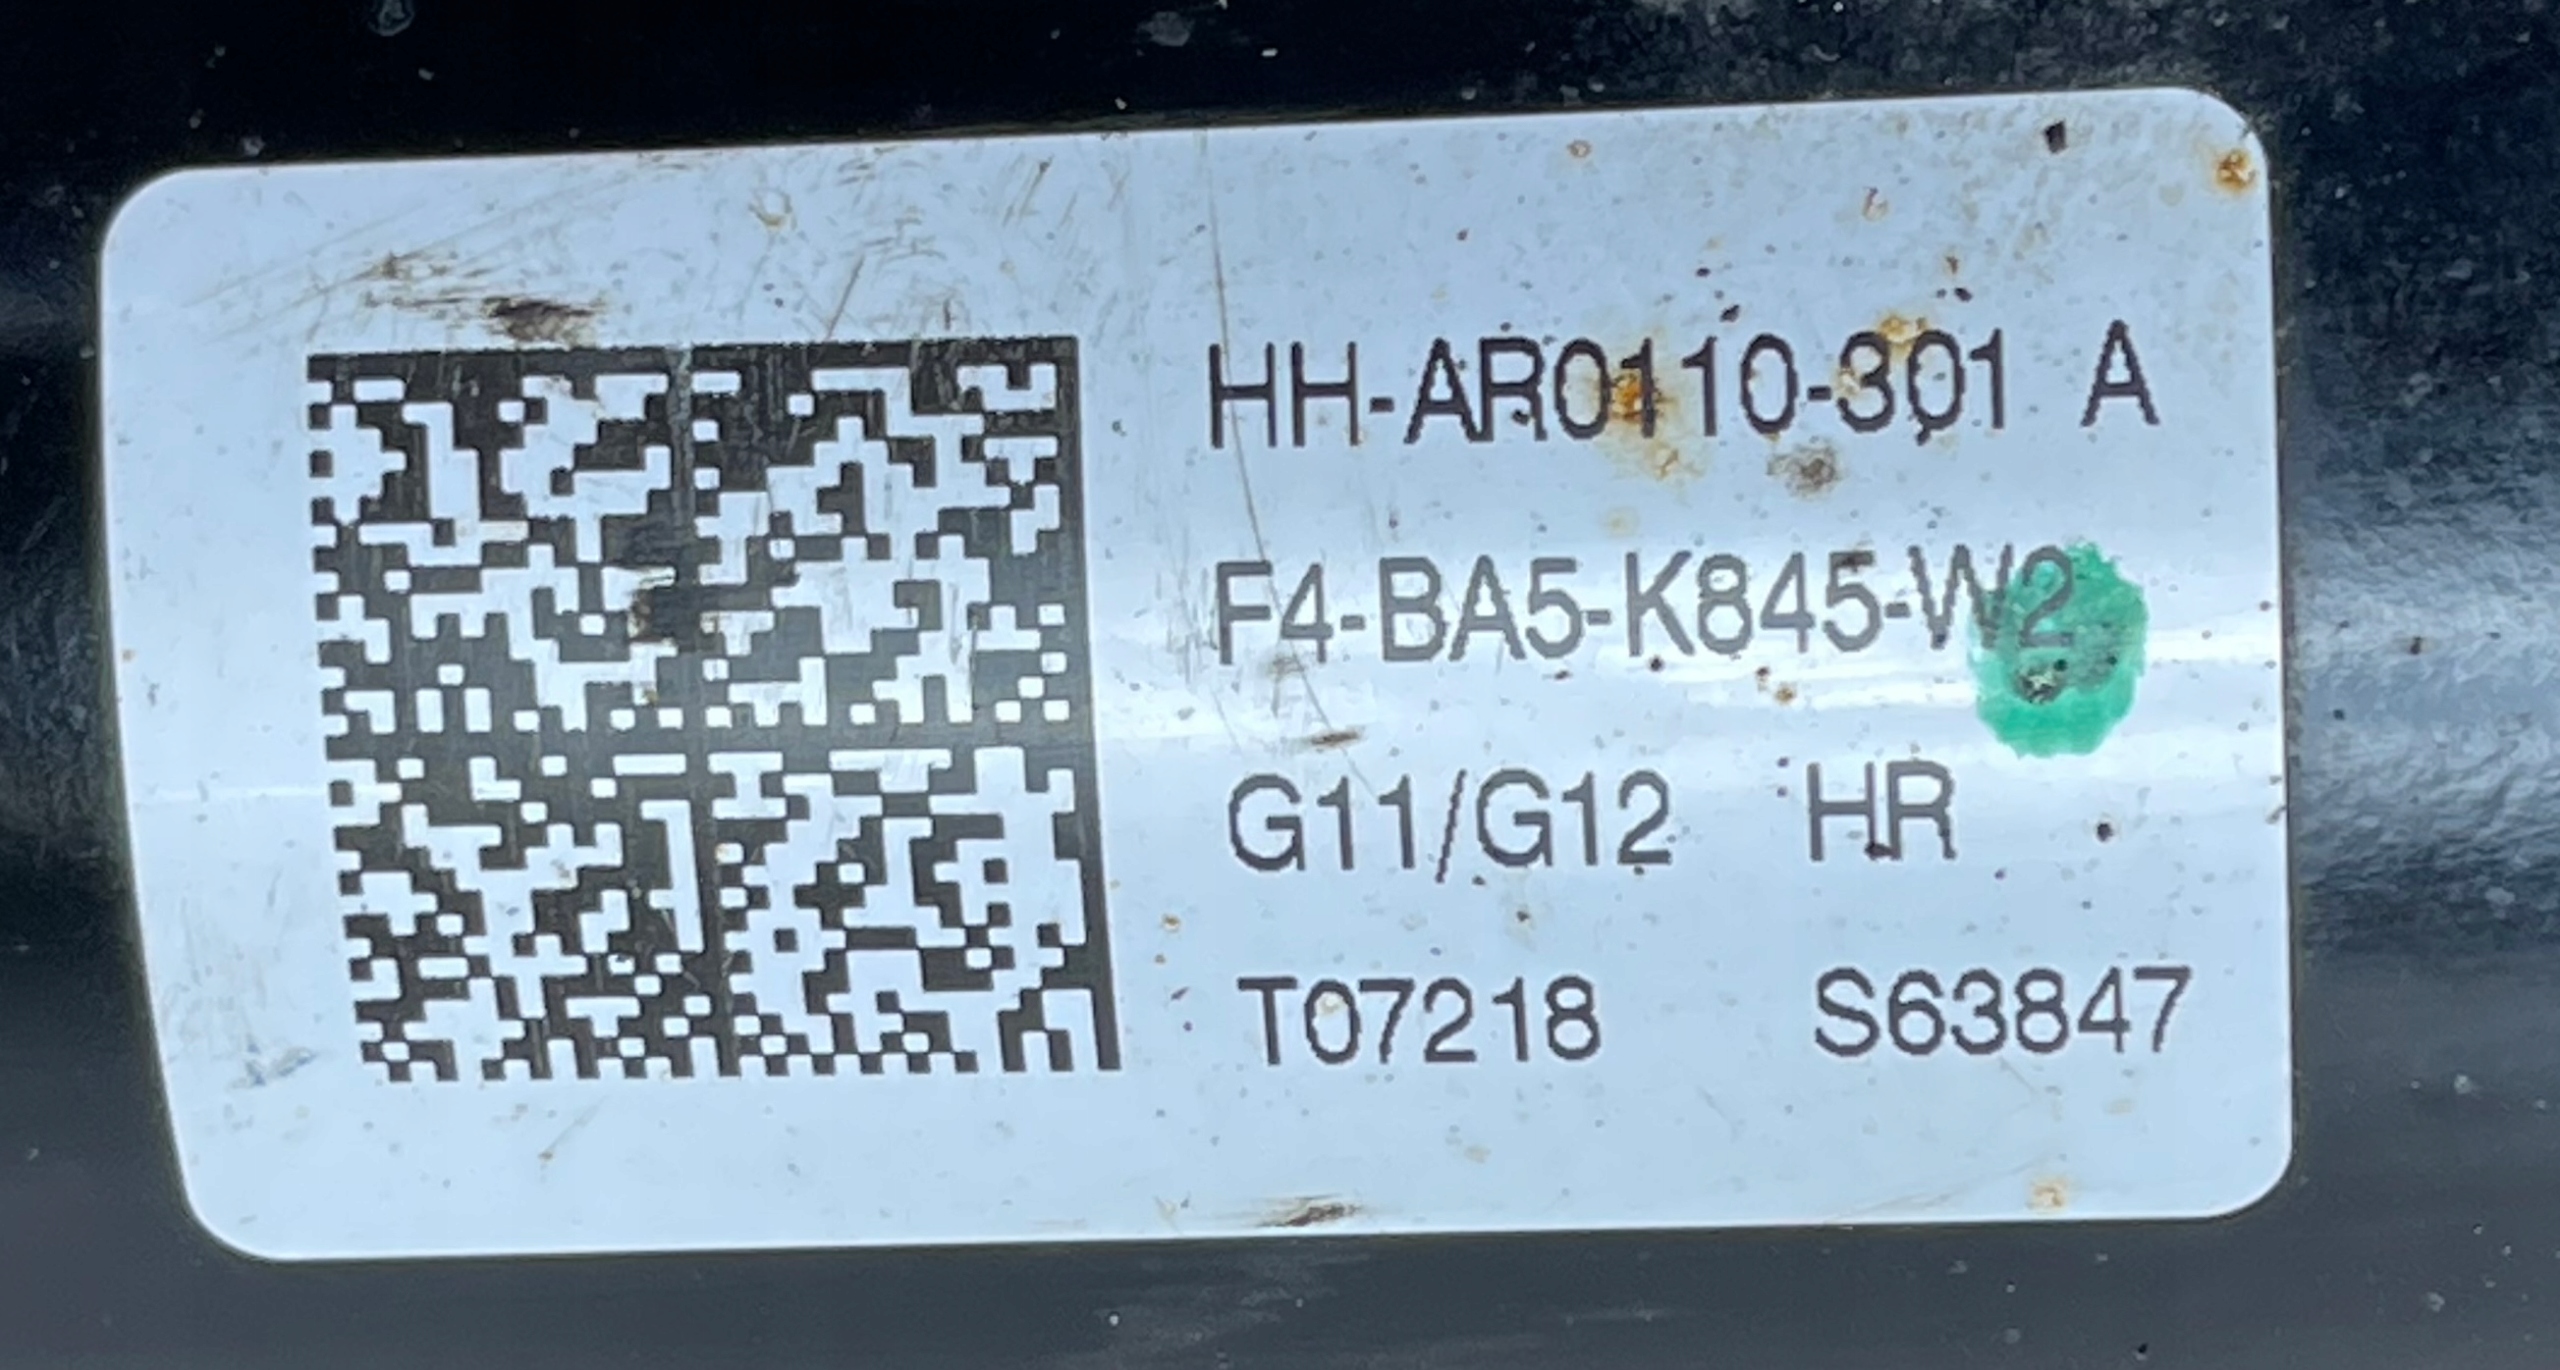 HH-AR0110-301 A
F4-BA5-K845-W2
G11/G12 HR
T07218 S63847